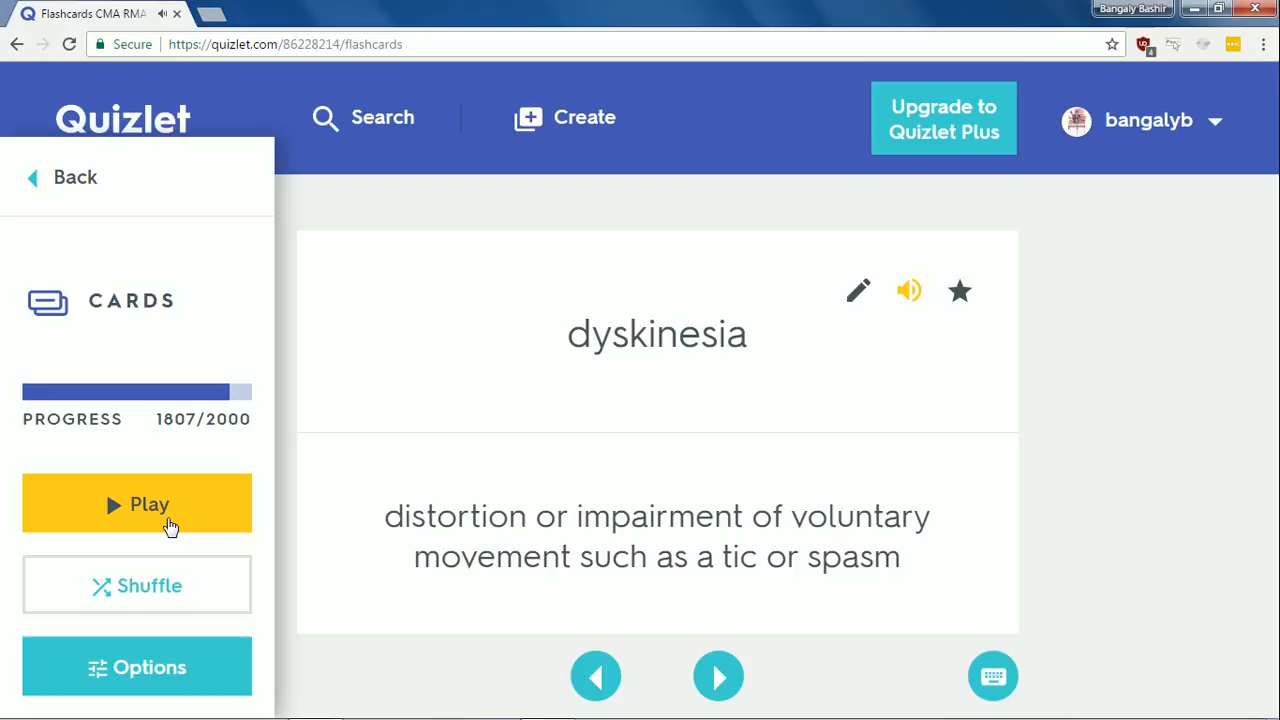 Flashcards CMA RMA
Bangaly Bashir
Secure
https://quizlet.com/86228214/flashcards
4
Quizlet
Search
Create
Upgrade to
Quizlet Plus
bangalyb
Back
CARDS
PROGRESS 1807/2000
Play
Shuffle
Options
dyskinesia
distortion or impairment of voluntary
movement such as a tic or spasm